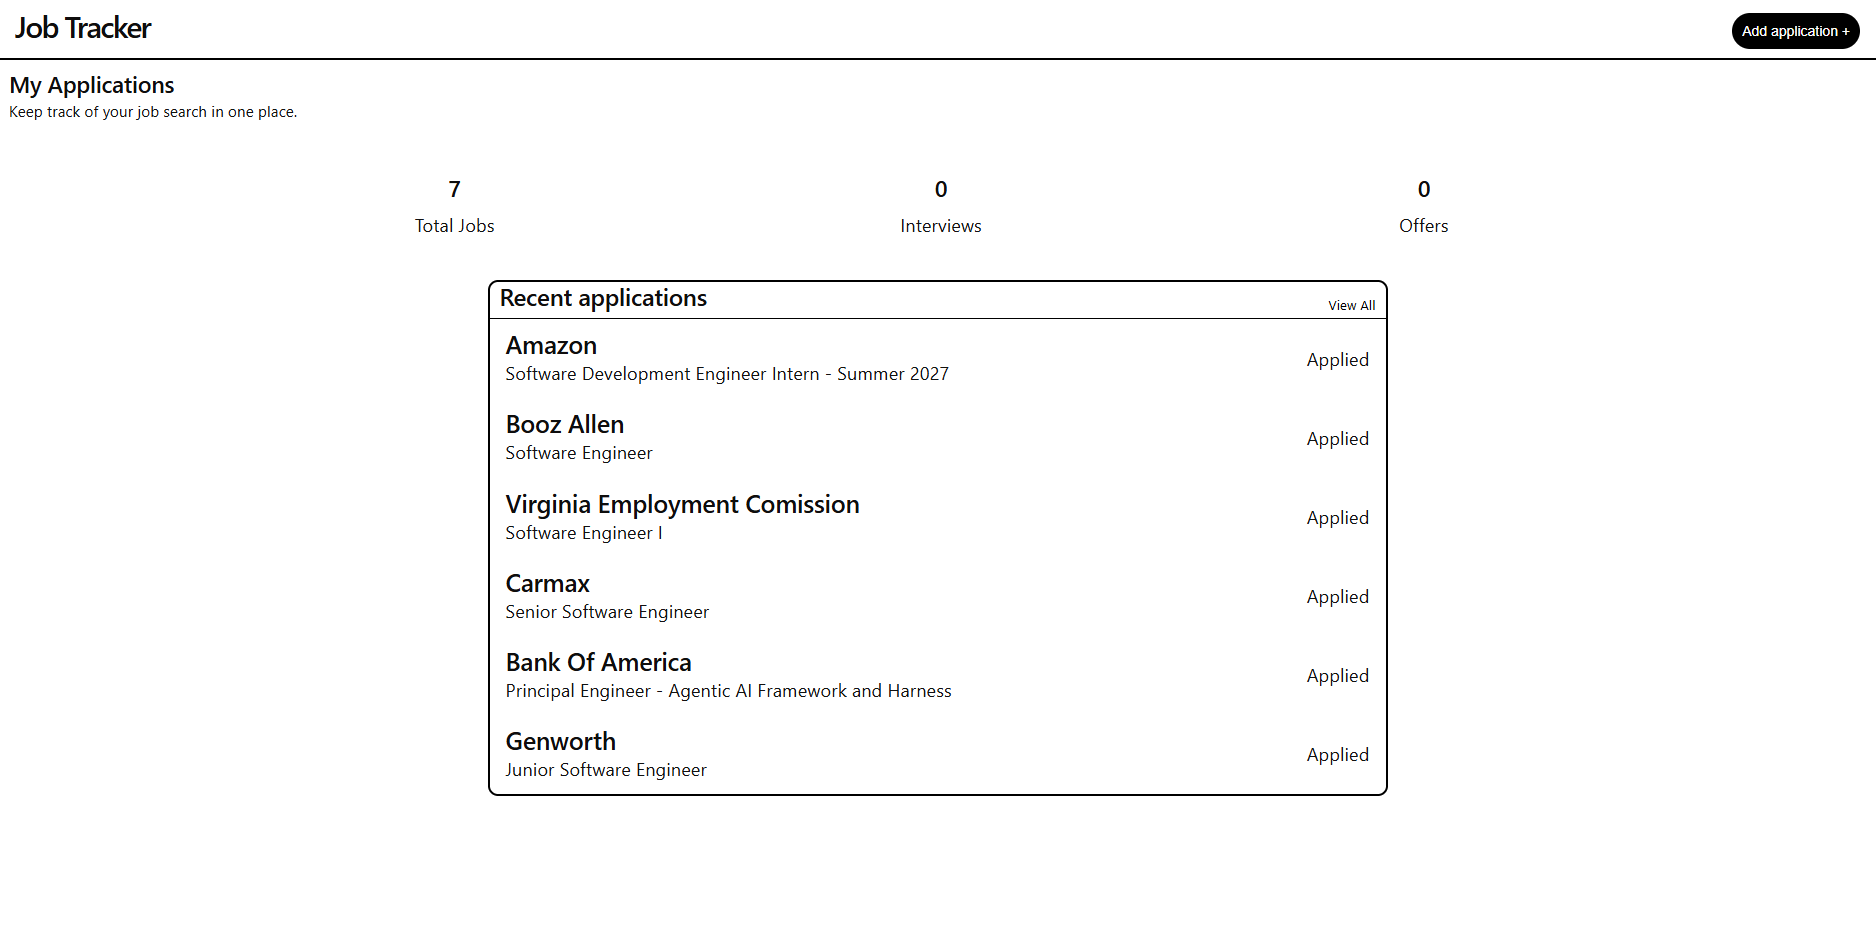 Job Tracker
Add application +
My Applications
Keep track of your job search in one place.
7
0
0
Total Jobs
Interviews
Offers
Recent applications
View All
Amazon
Software Development Engineer Intern - Summer 2027
Applied
Booz Allen
Software Engineer
Applied
Virginia Employment Comission
Software Engineer I
Applied
Carmax
Senior Software Engineer
Applied
Bank Of America
Principal Engineer - Agentic AI Framework and Harness
Applied
Genworth
Junior Software Engineer
Applied